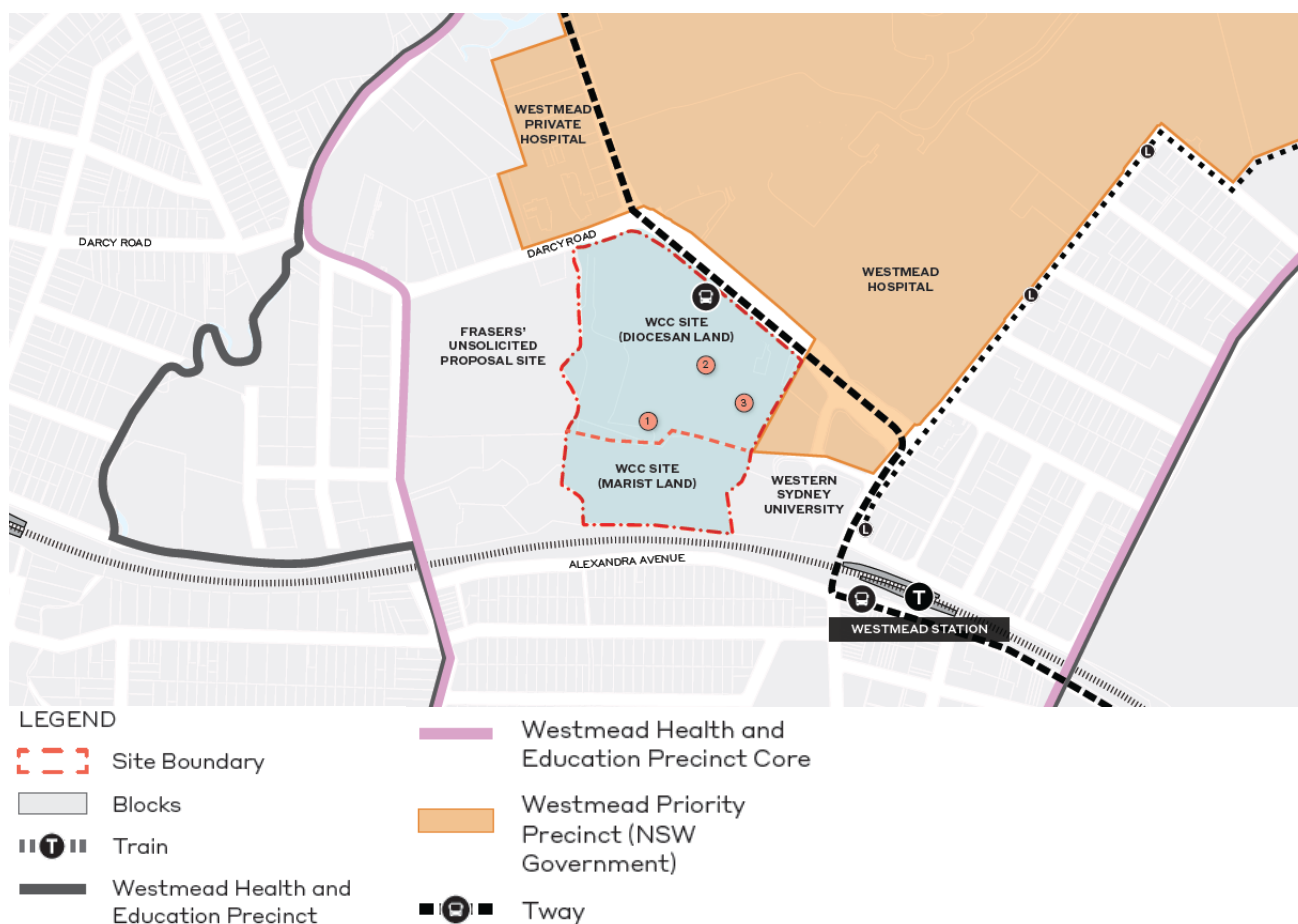 WESTMEAD
PRIVATE
HOSPITAL
DARCY ROAD
DARCY ROAD
WESTMEAD
HOSPITAL
L
L
FRASERS'
UNSOLICITED
PROPOSAL SITE
WCC SITE
(DIOCESAN LAND)
2
3
1
WCC SITE
(MARIST LAND)
WESTERN
SYDNEY
UNIVERSITY
L
ALEXANDRA AVENUE
T
WESTMEAD STATION
LEGEND
Site Boundary
Blocks
T
Train
Westmead Health and
Education Precinct
Westmead Health and
Education Precinct Core
Westmead Priority
Precinct (NSW
Government)
Tway